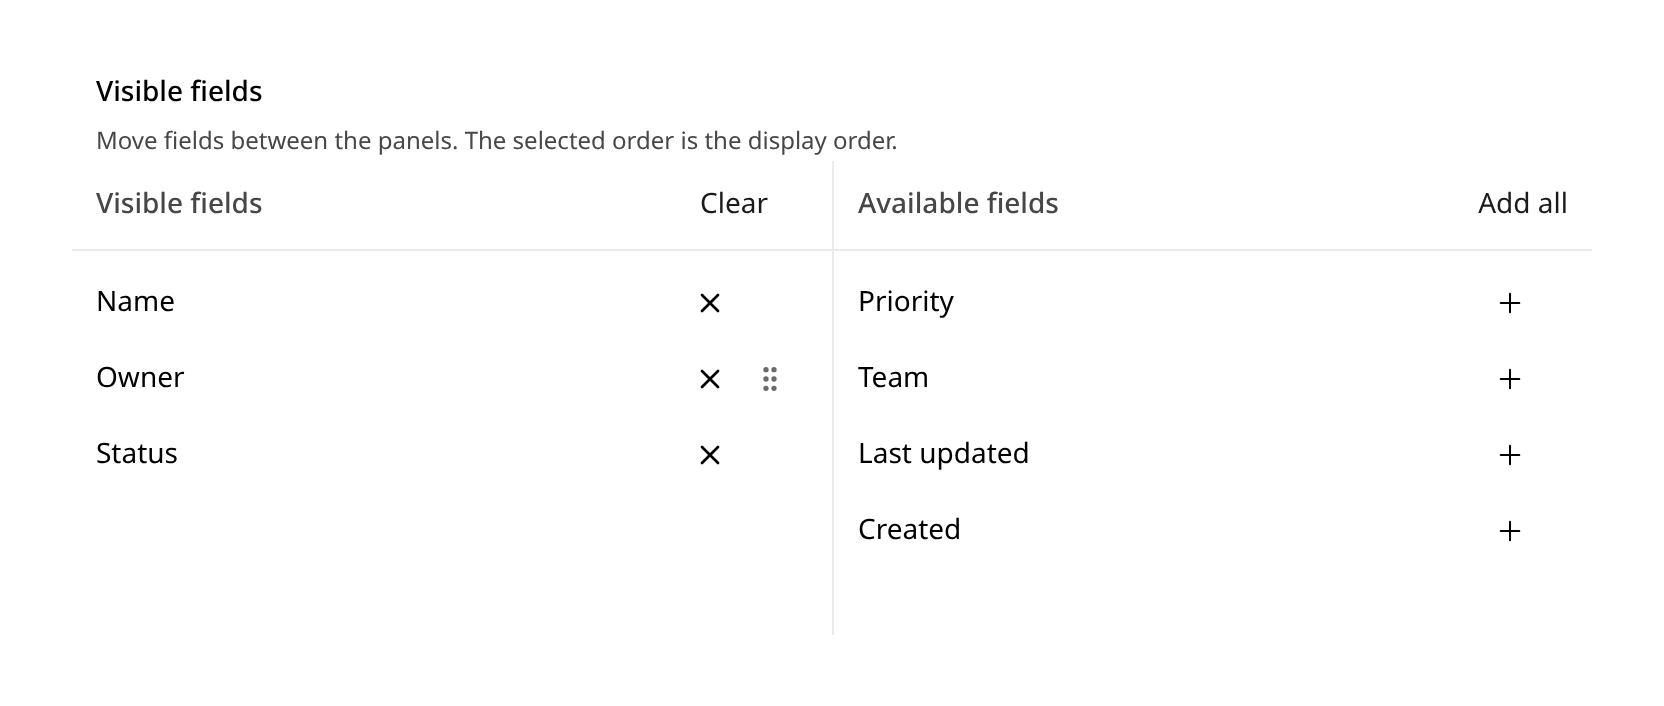 Visible fields
Move fields between the panels. The selected order is the display order.
Visible fields
Clear
Available fields
Add all
Name
Priority
Owner
Team
Status
Last updated
Created